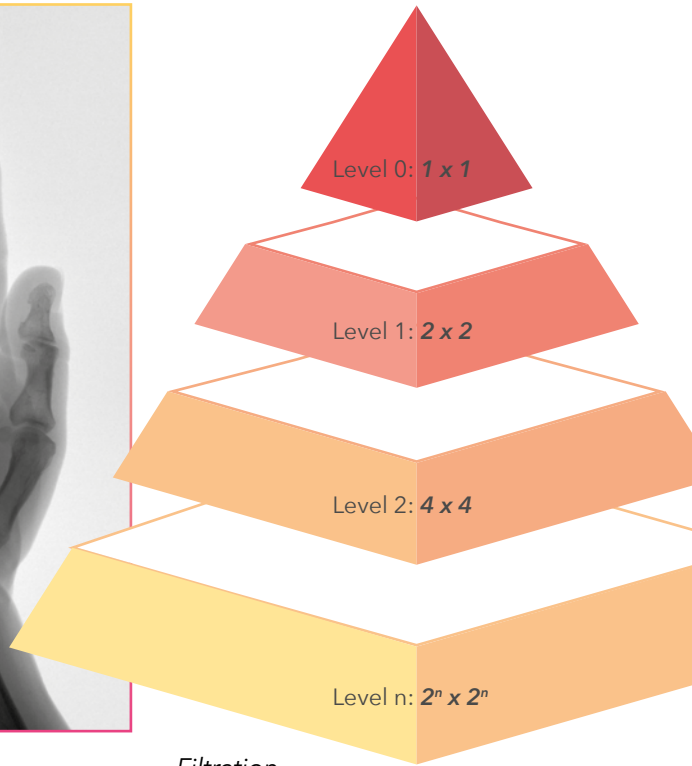 Level 0: 1 x 1
Level 1: 2 x 2
Level 2: 4 x 4
Level n: 2ⁿ x 2ⁿ
Filtration